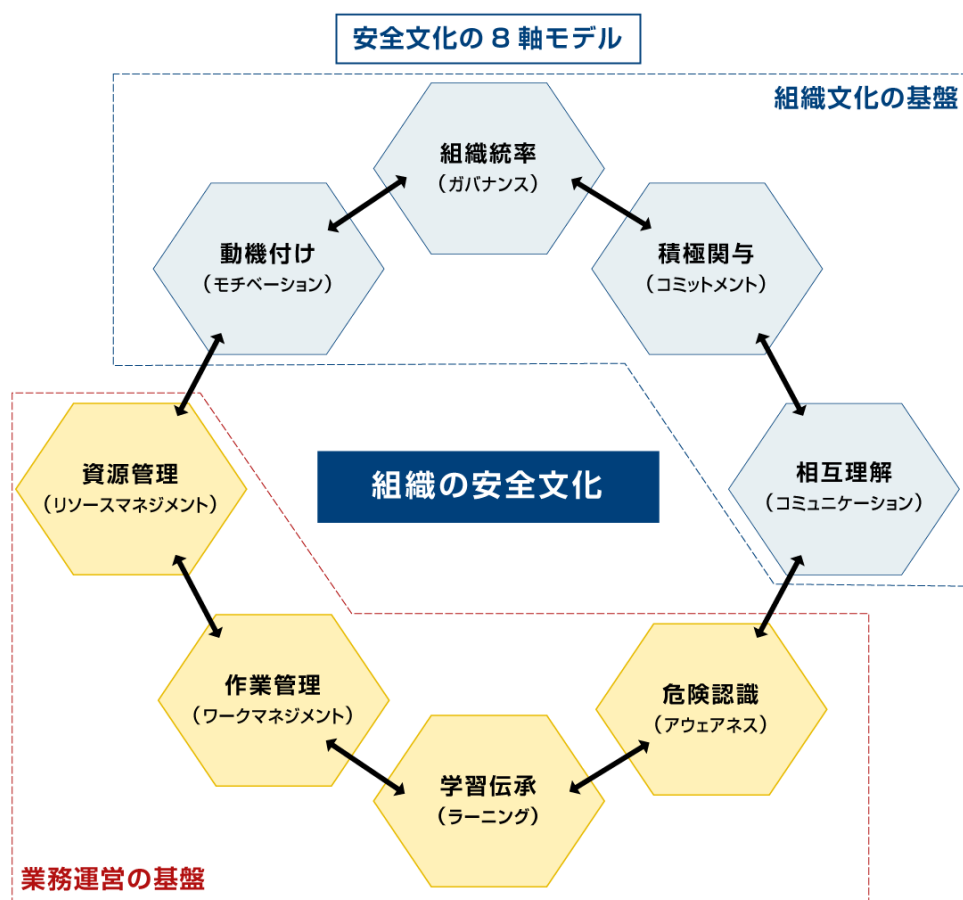 安全文化の8軸モデル
組織文化の基盤
組織統率
（ガバナンス）
動機付け
（モチベーション）
積極関与
（コミットメント）
資源管理
（リソースマネジメント）
組織の安全文化
相互理解
（コミュニケーション）
作業管理
（ワークマネジメント）
危険認識
（アウェアネス）
学習伝承
（ラーニング）
業務運営の基盤